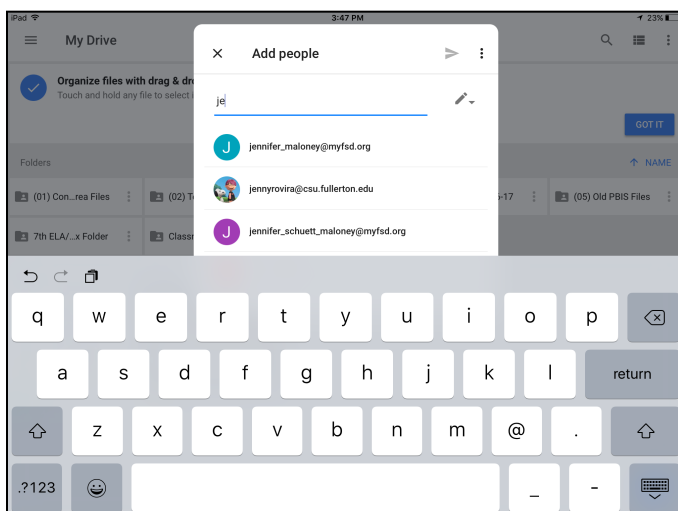 iPad 3:47 PM 23%
My Drive
Add people
Organize files with drag & dr
Touch and hold any file to select i
je
GOT IT
J jennifer_maloney@myfsd.org
Folders
NAME
jennyrovira@csu.fullerton.edu
(01) Con...rea Files
(02) T
-17
(05) Old PBIS Files
J jennifer_schuett_maloney@myfsd.org
7th ELA/...x Folder
Classr
q w e r t y u i o p
a s d f g h j k l return
z x c v b n m @ .
.?123 _ -